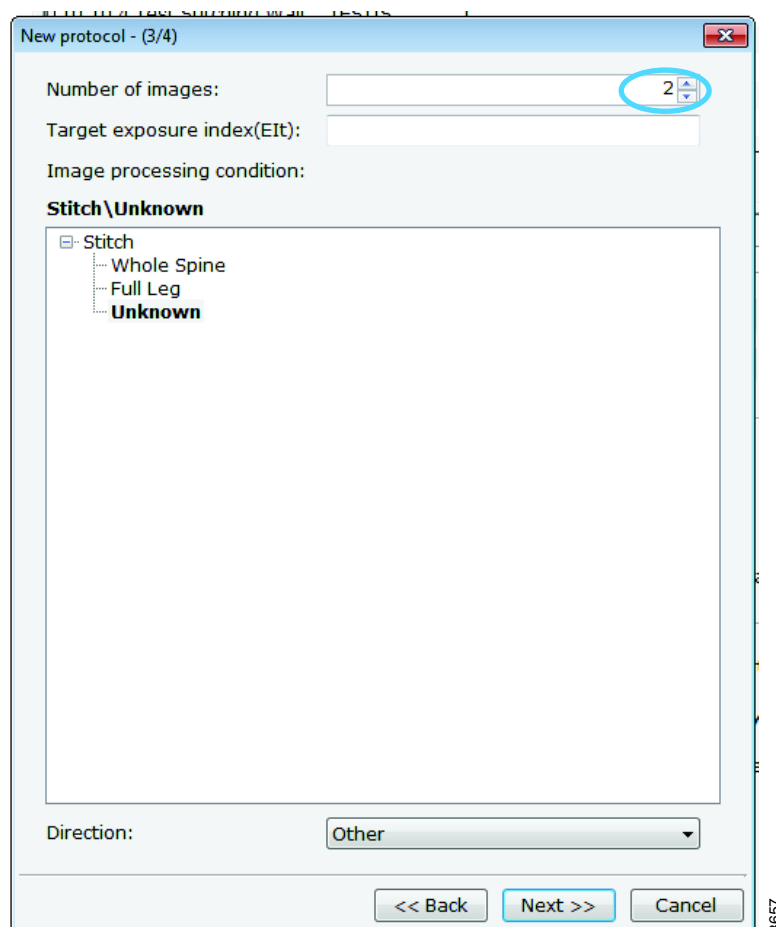 New protocol - (3/4)
Number of images: 2
Target exposure index(EIt):
Image processing condition:
Stitch\Unknown
Stitch
Whole Spine
Full Leg
Unknown
Direction: Other
<< Back Next >> Cancel